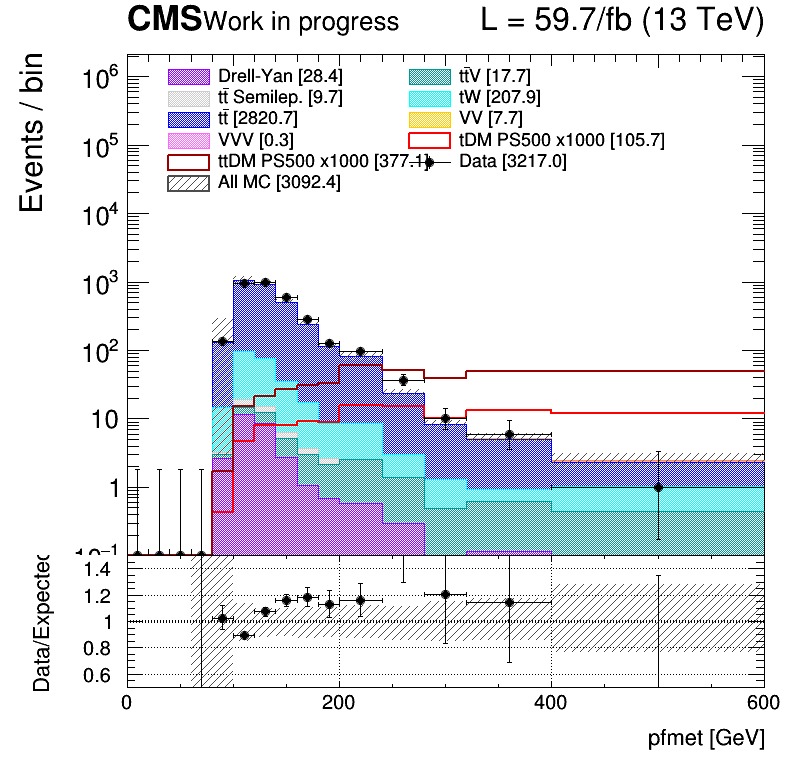 CMS Work in progress L = 59.7/fb (13 TeV)
Events / bin
Drell-Yan [28.4] tt̄V [17.7]
tt̄ Semilep. [9.7] tW [207.9]
tt̄ [2820.7] VV [7.7]
VVV [0.3] tDM PS500 x1000 [105.7]
ttDM PS500 x1000 [377.1] Data [3217.0]
All MC [3092.4]
10⁶
10⁵
10⁴
10³
10²
10
1
10⁻¹
Data/Expected
1.4
1.2
1
0.8
0.6
0 200 400 600
pfmet [GeV]